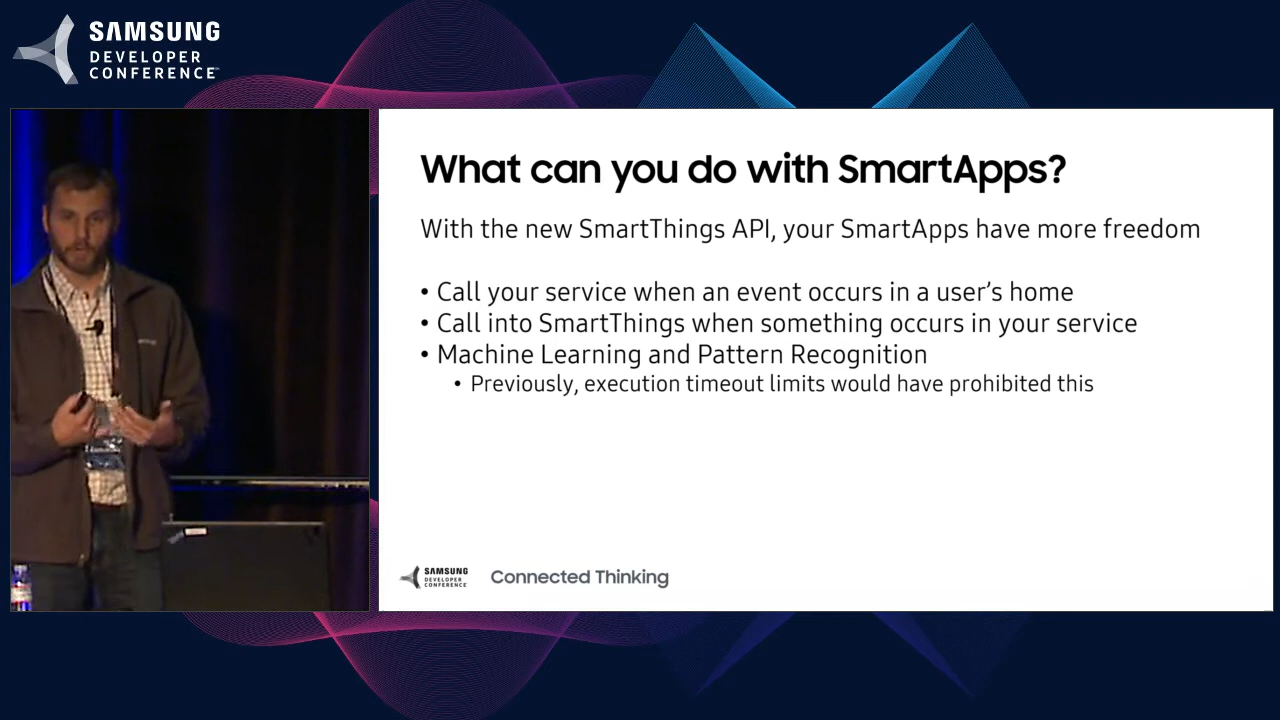 SAMSUNG
DEVELOPER
CONFERENCE
What can you do with SmartApps?
With the new SmartThings API, your SmartApps have more freedom
• Call your service when an event occurs in a user's home
• Call into SmartThings when something occurs in your service
• Machine Learning and Pattern Recognition
• Previously, execution timeout limits would have prohibited this
SAMSUNG
DEVELOPER
CONFERENCE
Connected Thinking